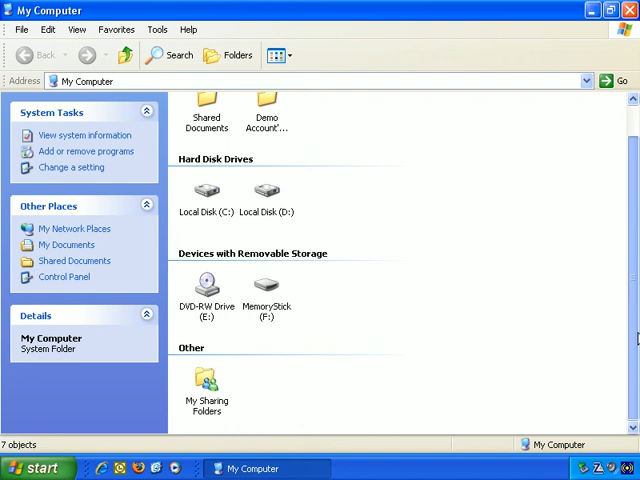 My Computer
File Edit View Favorites Tools Help
Back Search Folders
Address My Computer Go
System Tasks
View system information
Add or remove programs
Change a setting
Other Places
My Network Places
My Documents
Shared Documents
Control Panel
Details
My Computer
System Folder
Shared
Documents
Demo
Account'...
Hard Disk Drives
Local Disk (C:) Local Disk (D:)
Devices with Removable Storage
DVD-RW Drive
(E:)
MemoryStick
(F:)
Other
My Sharing
Folders
7 objects My Computer
start My Computer